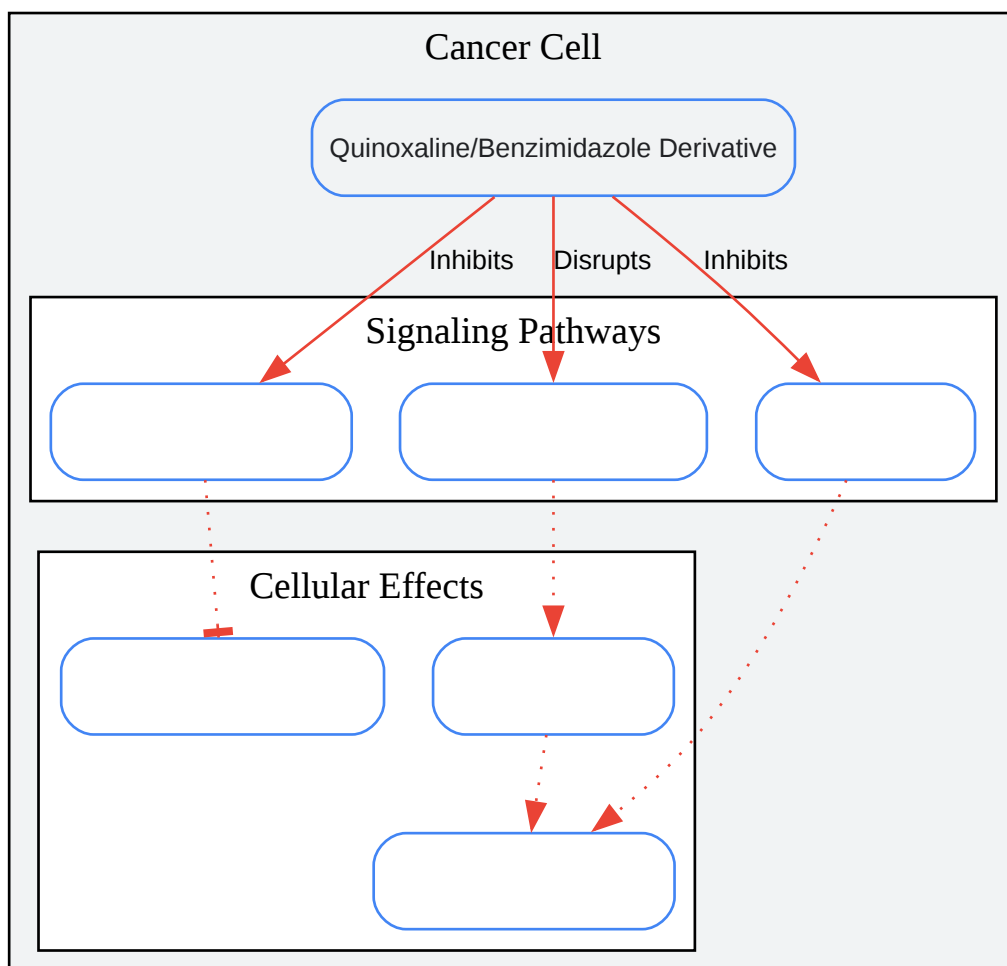 Cancer Cell
Quinoxaline/Benzimidazole Derivative
Inhibits
Disrupts
Inhibits
Signaling Pathways
Cellular Effects